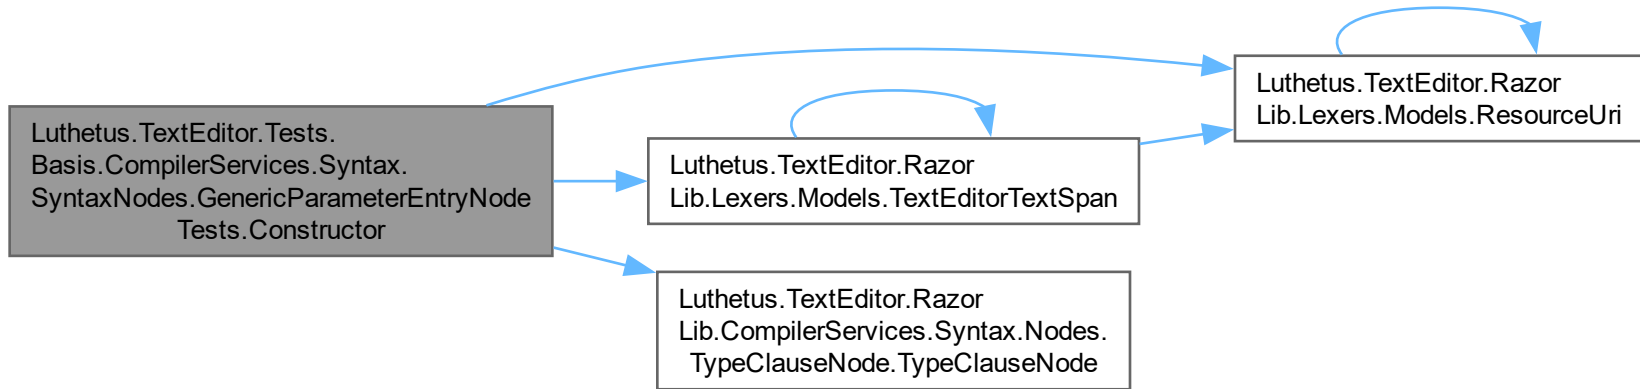 Luthetus.TextEditor.Tests.
Basis.CompilerServices.Syntax.
SyntaxNodes.GenericParameterEntryNode
Tests.Constructor
Luthetus.TextEditor.Razor
Lib.Lexers.Models.TextEditorTextSpan
Luthetus.TextEditor.Razor
Lib.Lexers.Models.ResourceUri
Luthetus.TextEditor.Razor
Lib.CompilerServices.Syntax.Nodes.
TypeClauseNode.TypeClauseNode